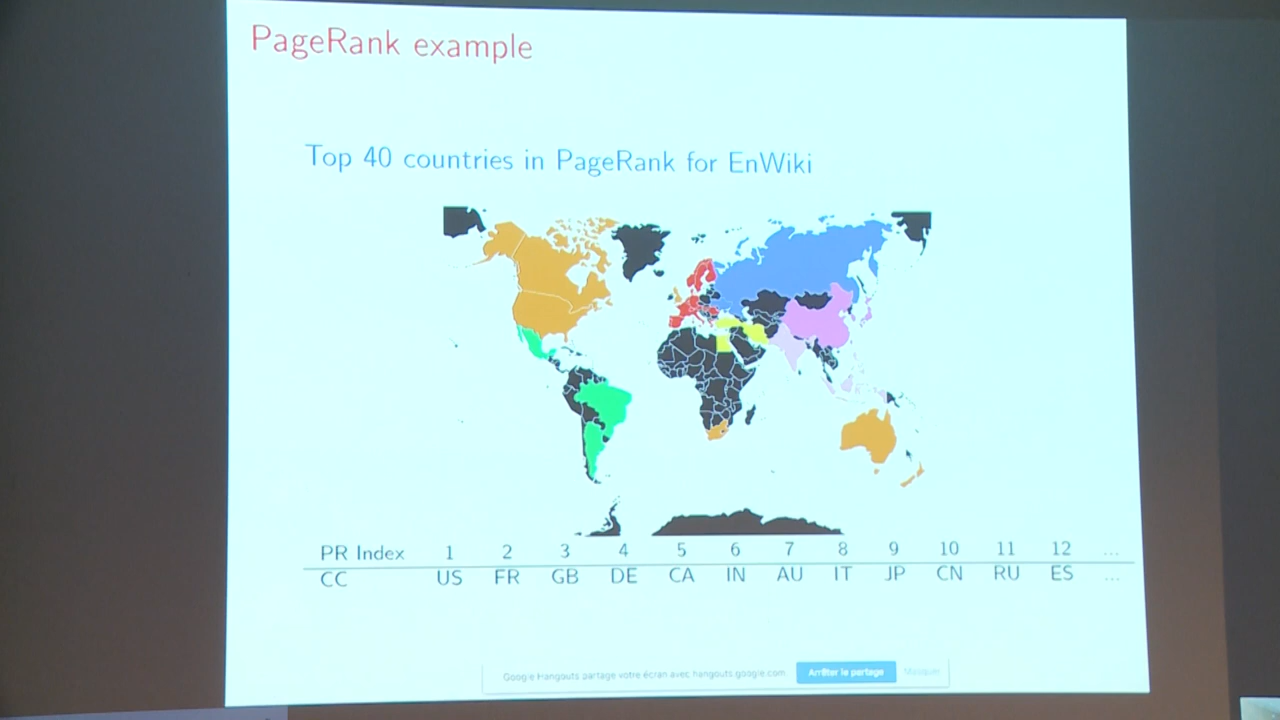 PageRank example
Top 40 countries in PageRank for EnWiki
PR Index 1 2 3 4 5 6 7 8 9 10 11 12 ...
CC US FR GB DE CA IN AU IT JP CN RU ES ...
Google Hangouts partage votre écran avec hangouts.google.com Arrêter le partage Masquer